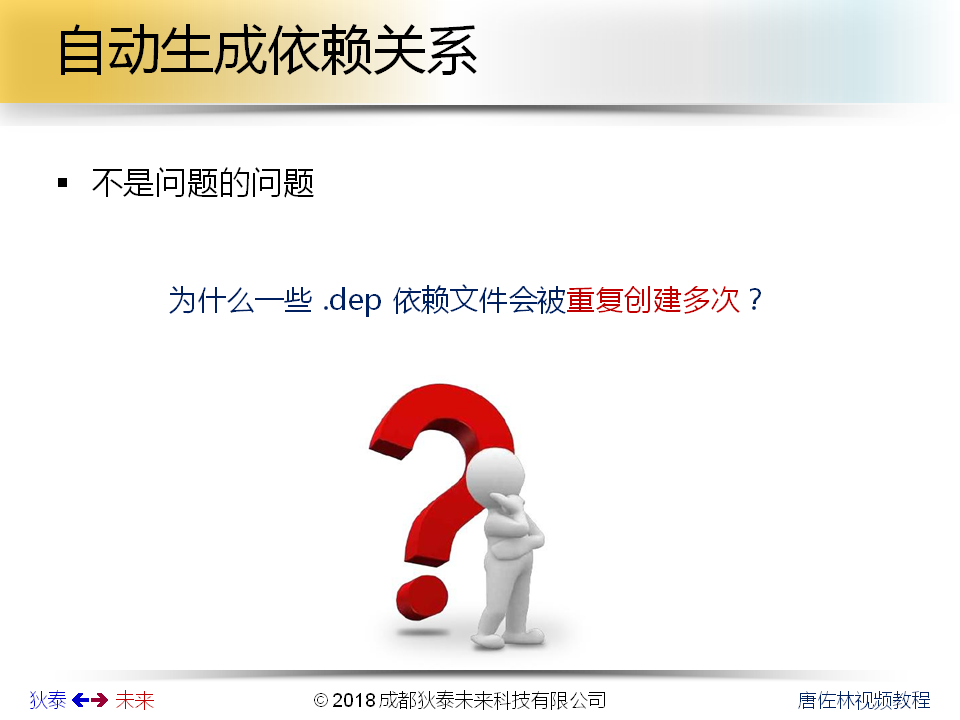 自动生成依赖关系
▪ 不是问题的问题
为什么一些 .dep 依赖文件会被重复创建多次？
狄泰 未来
© 2018 成都狄泰未来科技有限公司
唐佐林视频教程